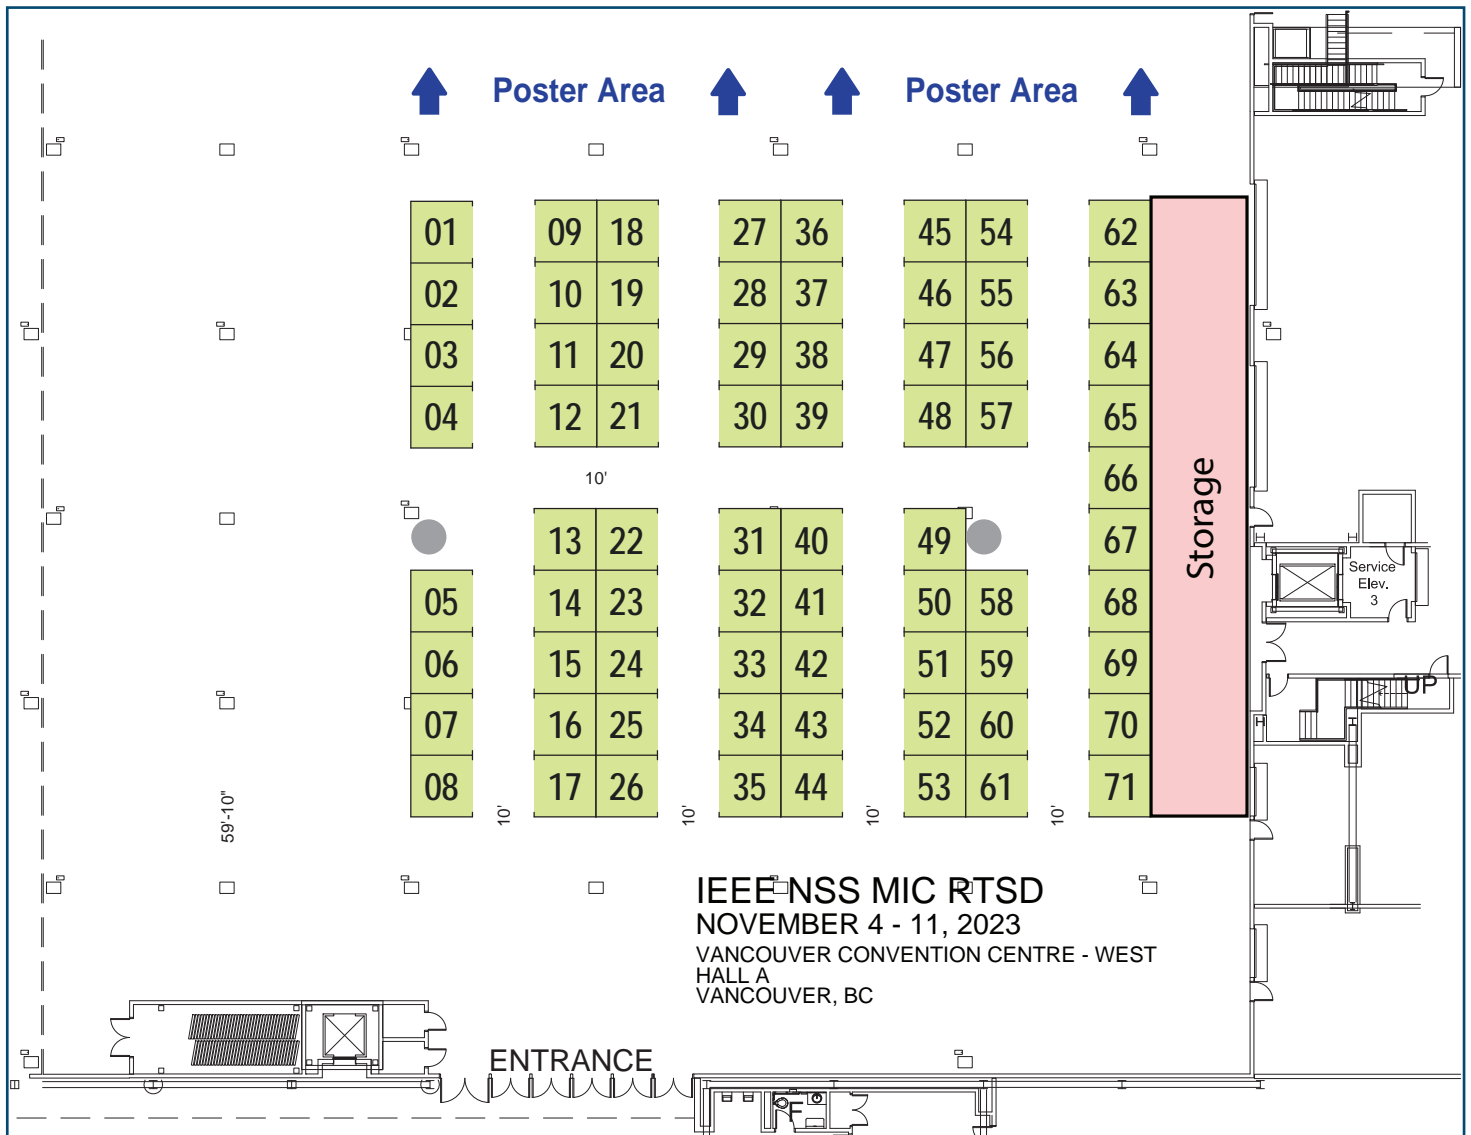 Poster Area Poster Area
01 09 18 27 36 45 54 62
02 10 19 28 37 46 55 63
03 11 20 29 38 47 56 64
04 12 21 30 39 48 57 65
10' 66
13 22 31 40 49 67
05 14 23 32 41 50 58 68
06 15 24 33 42 51 59 69
07 16 25 34 43 52 60 70
08 17 26 35 44 53 61 71
Storage
Service
Elev.
3
UP
59'-10"
10' 10' 10' 10'
IEEE NSS MIC RTSD
NOVEMBER 4 - 11, 2023
VANCOUVER CONVENTION CENTRE - WEST
HALL A
VANCOUVER, BC
ENTRANCE